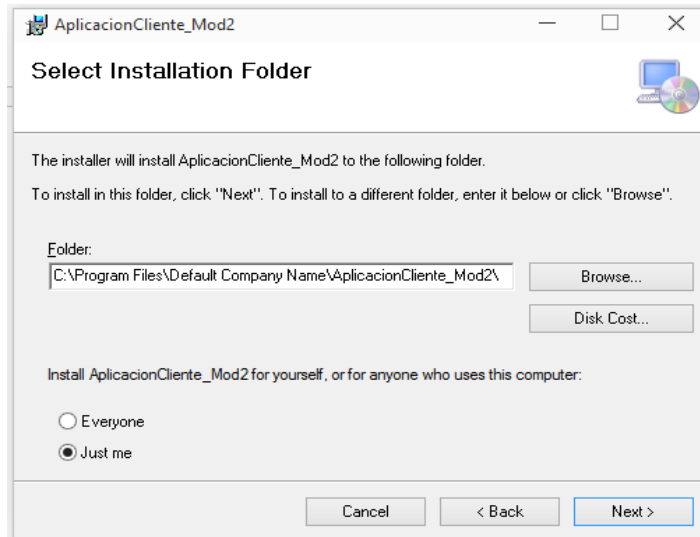 AplicacionCliente_Mod2
Select Installation Folder
The installer will install AplicacionCliente_Mod2 to the following folder.
To install in this folder, click "Next". To install to a different folder, enter it below or click "Browse".
Folder:
C:\Program Files\Default Company Name\AplicacionCliente_Mod2\
Browse...
Disk Cost...
Install AplicacionCliente_Mod2 for yourself, or for anyone who uses this computer:
Everyone
Just me
Cancel
< Back
Next >